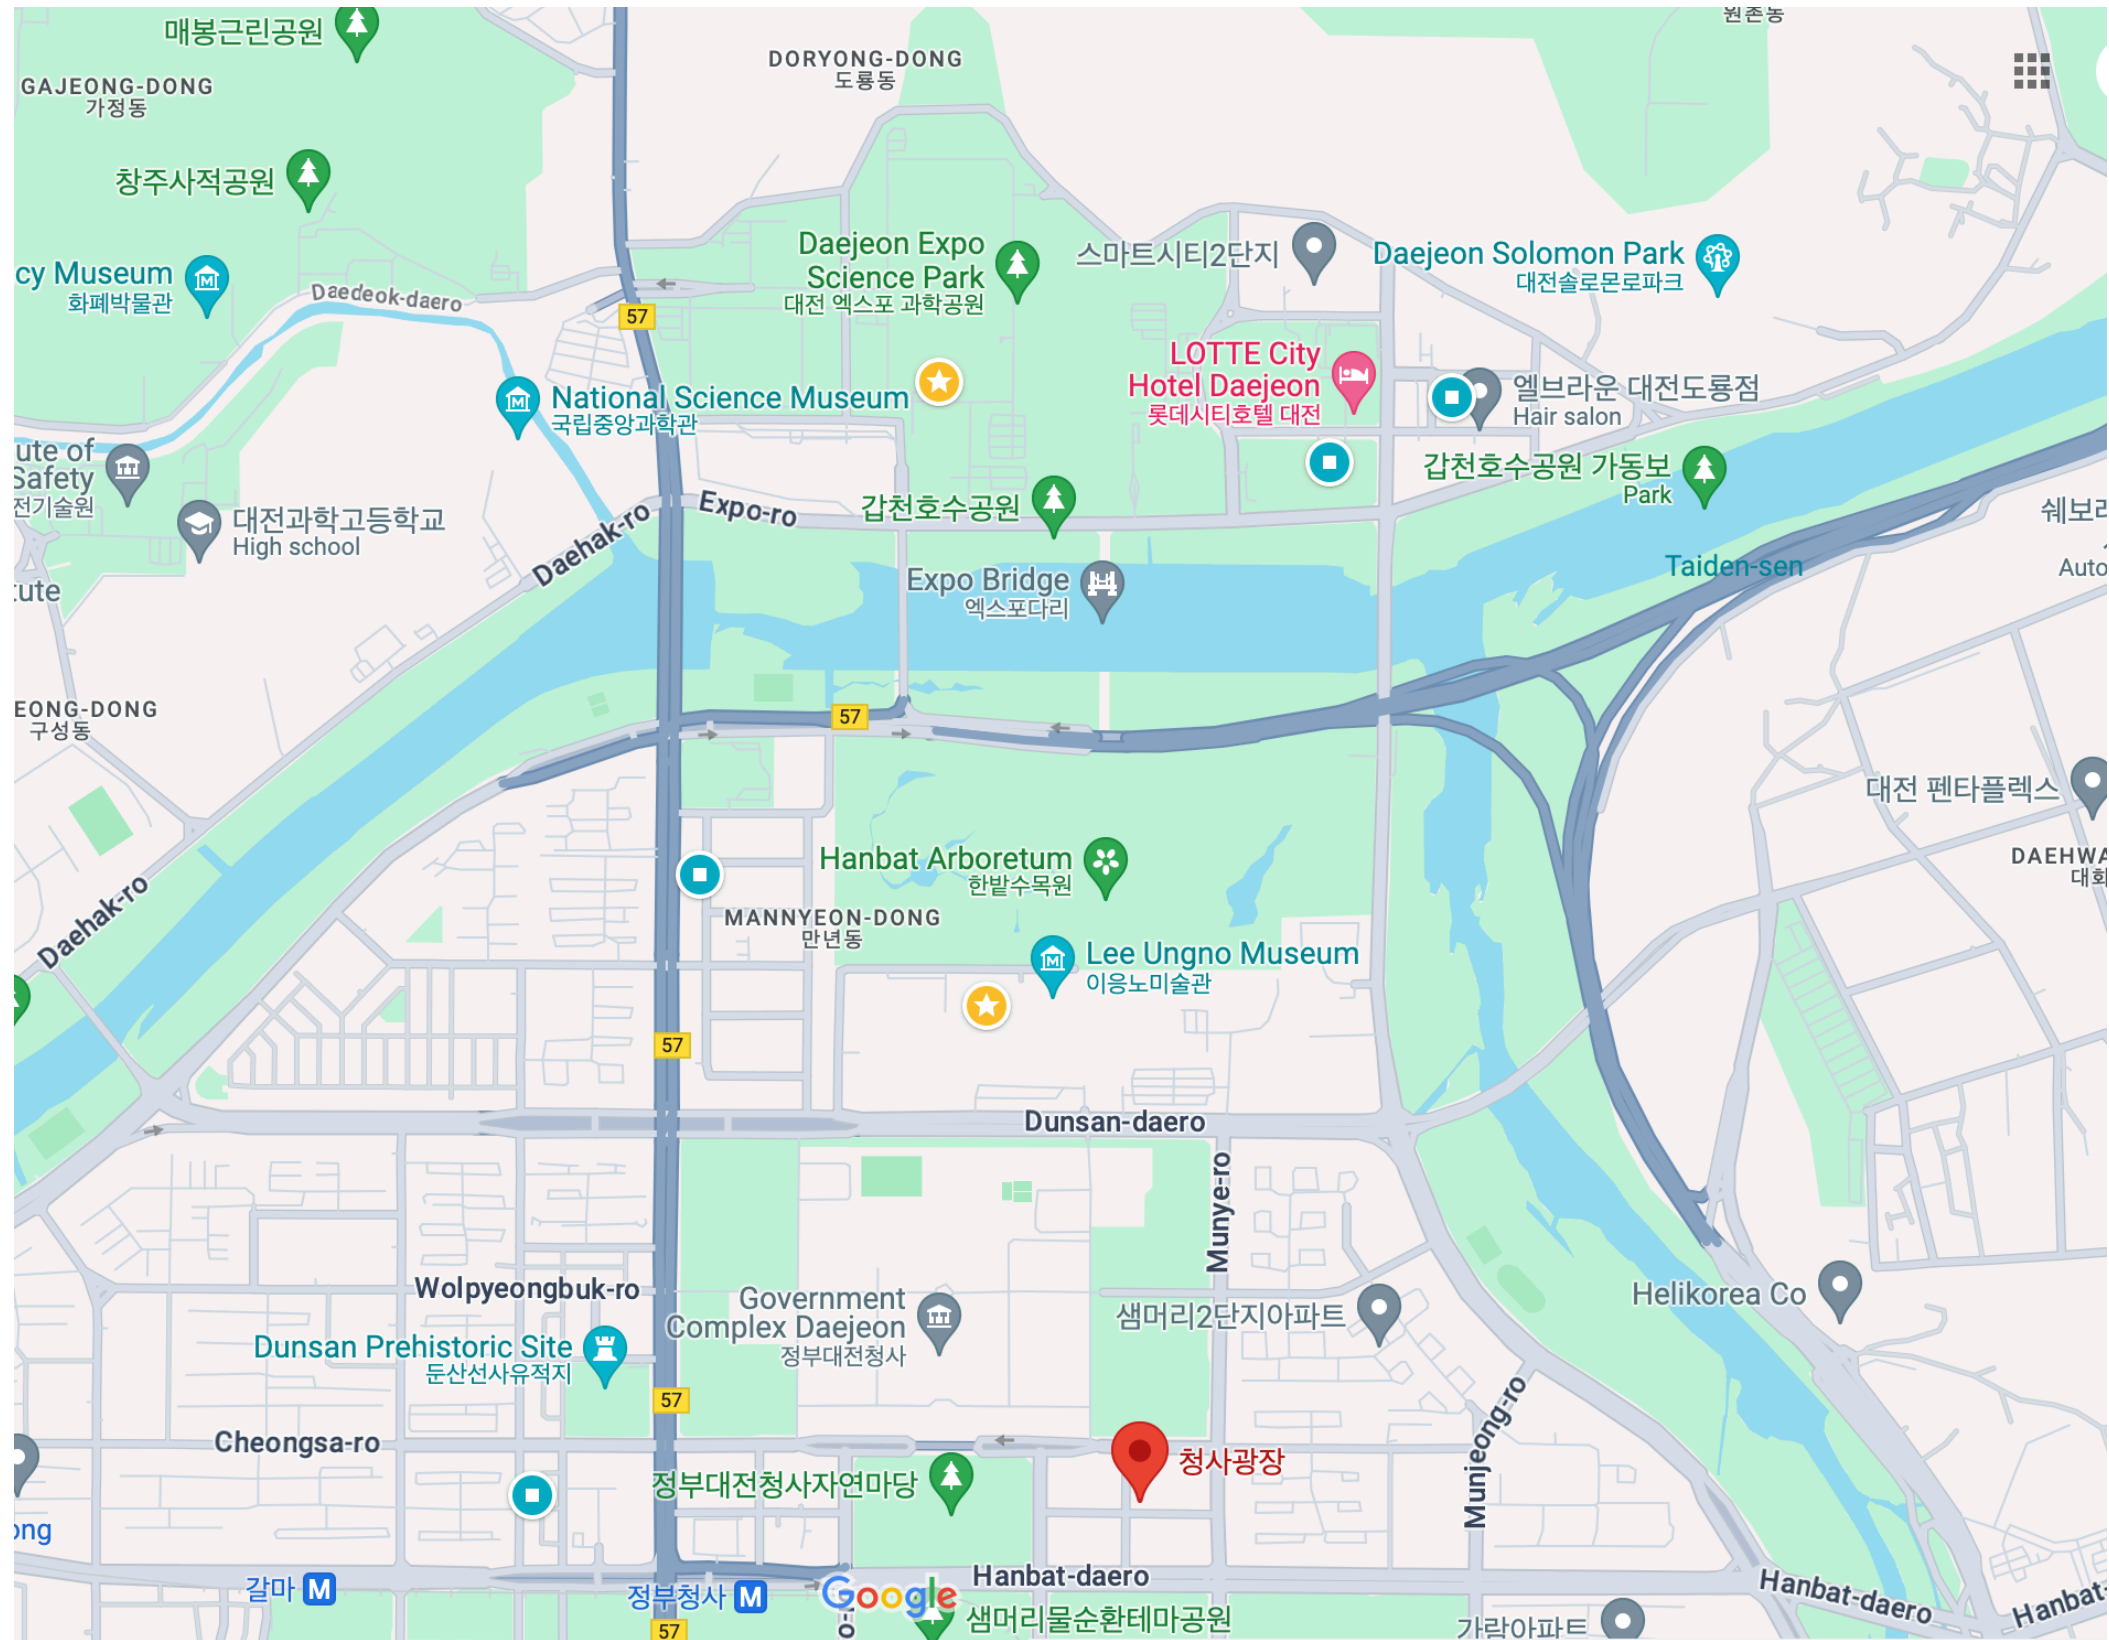 원촌동
매봉근린공원
DORYONG-DONG
도룡동
GAJEONG-DONG
가정동
창주사적공원
Daejeon Expo
Science Park
대전 엑스포 과학공원
스마트시티2단지
Daejeon Solomon Park
대전솔로몬로파크
cy Museum
화폐박물관
Daedeok-daero
57
LOTTE City
Hotel Daejeon
롯데시티호텔 대전
National Science Museum
국립중앙과학관
엘브라운 대전도룡점
Hair salon
ute of
Safety
전기술원
갑천호수공원 가동보
Park
대전과학고등학교
High school
Expo-ro
갑천호수공원
Daehak-ro
Taiden-sen
Auto
tute
Expo Bridge
엑스포다리
EONG-DONG
구성동
57
대전 펜타플렉스
Hanbat Arboretum
한밭수목원
DAEHWA
대화
Daehak-ro
MANNYEON-DONG
만년동
Lee Ungno Museum
이응노미술관
57
Dunsan-daero
Munye-ro
Wolpyeongbuk-ro
Government
Complex Daejeon
정부대전청사
샘머리2단지아파트
Helikorea Co
Dunsan Prehistoric Site
둔산선사유적지
57
Munjeong-ro
Cheongsa-ro
청사광장
정부대전청사자연마당
ong
갈마 M
정부청사 M
Google
Hanbat-daero
Hanbat-daero
Hanbat-
샘머리물순환테마공원
가람아파트
57